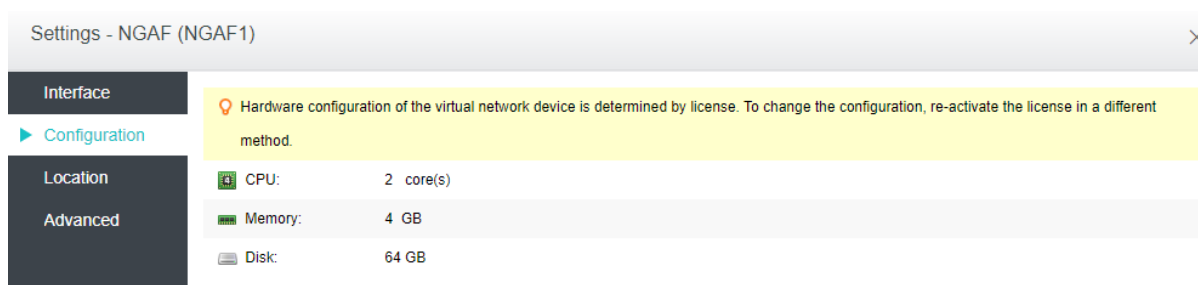 Settings - NGAF (NGAF1)
Interface
Configuration
Location
Advanced
Hardware configuration of the virtual network device is determined by license. To change the configuration, re-activate the license in a different
method.
CPU: 2 core(s)
Memory: 4 GB
Disk: 64 GB